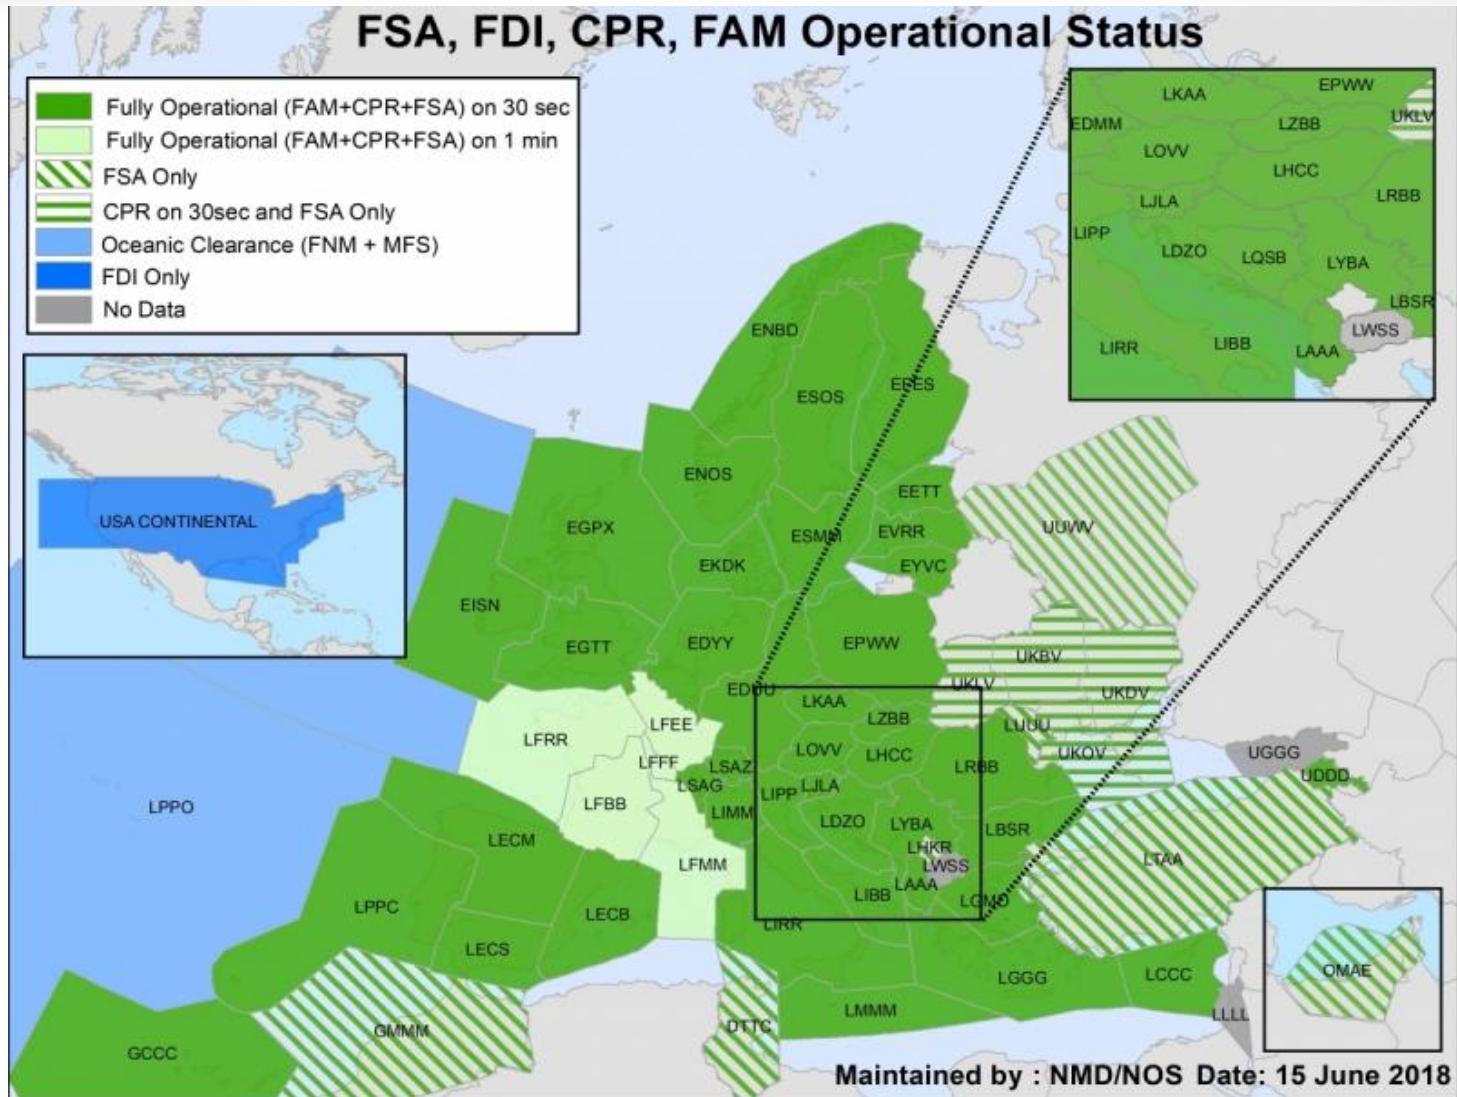 FSA, FDI, CPR, FAM Operational Status
Fully Operational (FAM+CPR+FSA) on 30 sec
Fully Operational (FAM+CPR+FSA) on 1 min
FSA Only
CPR on 30sec and FSA Only
Oceanic Clearance (FNM + MFS)
FDI Only
No Data
LKAA
EPWW
EDMM
LZBB
UKLV
LOVV
LHCC
LJLA
LRBB
LIPP
LDZO
LQSB
LYBA
LBSR
LIRR
LIBB
LAAA
LWSS
USA CONTINENTAL
ENBD
ESOS
EFES
ENOS
EETT
EGPX
ESMM
EVRR
UUWV
EKDK
EYVC
EISN
EGTT
EDYY
EPWW
UKBV
UKLV
EDUU
UKDV
LKAA
LZBB
LFEE
LUUU
LFRR
LOVV
LHCC
UKOV
UGGG
LFFF
LSAZ
LRBB
UDDD
LSAG
LIPP
LJLA
LPPO
LFBB
LIMM
LDZO
LYBA
LBSR
LECM
LHKR
LTAA
LFMM
LWSS
LAAA
LIBB
LGMD
LPPC
LECB
LIRR
LECS
LGGG
LCCC
OMAE
LMMM
LLLL
GMMM
DTTC
GCCC
Maintained by : NMD/NOS Date: 15 June 2018